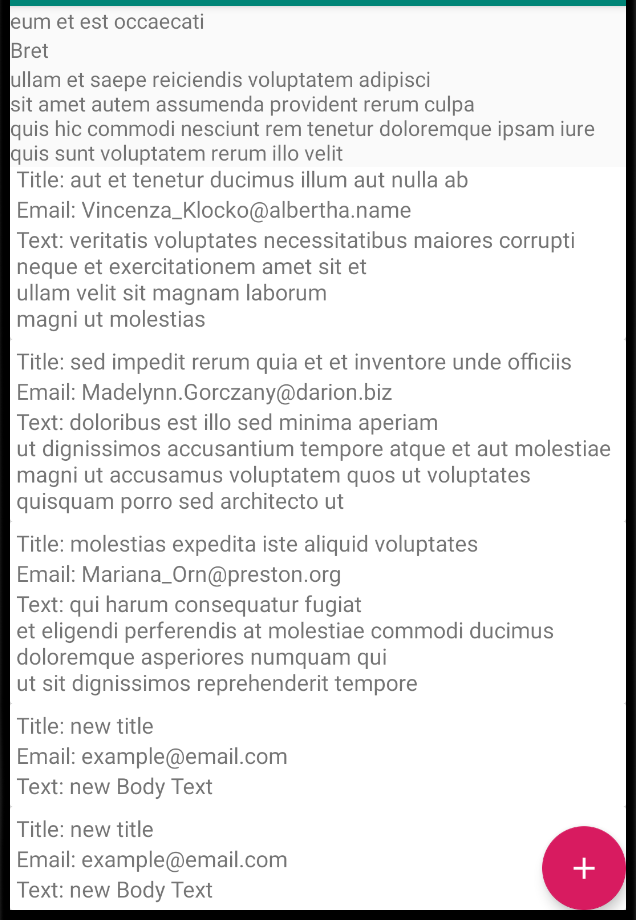 eum et est occaecati
Bret
ullam et saepe reiciendis voluptatem adipisci
sit amet autem assumenda provident rerum culpa
quis hic commodi nesciunt rem tenetur doloremque ipsam iure
quis sunt voluptatem rerum illo velit
Title: aut et tenetur ducimus illum aut nulla ab
Email: Vincenza_Klocko@albertha.name
Text: veritatis voluptates necessitatibus maiores corrupti
neque et exercitationem amet sit et
ullam velit sit magnam laborum
magni ut molestias
Title: sed impedit rerum quia et et inventore unde officiis
Email: Madelynn.Gorczany@darion.biz
Text: doloribus est illo sed minima aperiam
ut dignissimos accusantium tempore atque et aut molestiae
magni ut accusamus voluptatem quos ut voluptates
quisquam porro sed architecto ut
Title: molestias expedita iste aliquid voluptates
Email: Mariana_Orn@preston.org
Text: qui harum consequatur fugiat
et eligendi perferendis at molestiae commodi ducimus
doloremque asperiores numquam qui
ut sit dignissimos reprehenderit tempore
Title: new title
Email: example@email.com
Text: new Body Text
Title: new title
Email: example@email.com
Text: new Body Text